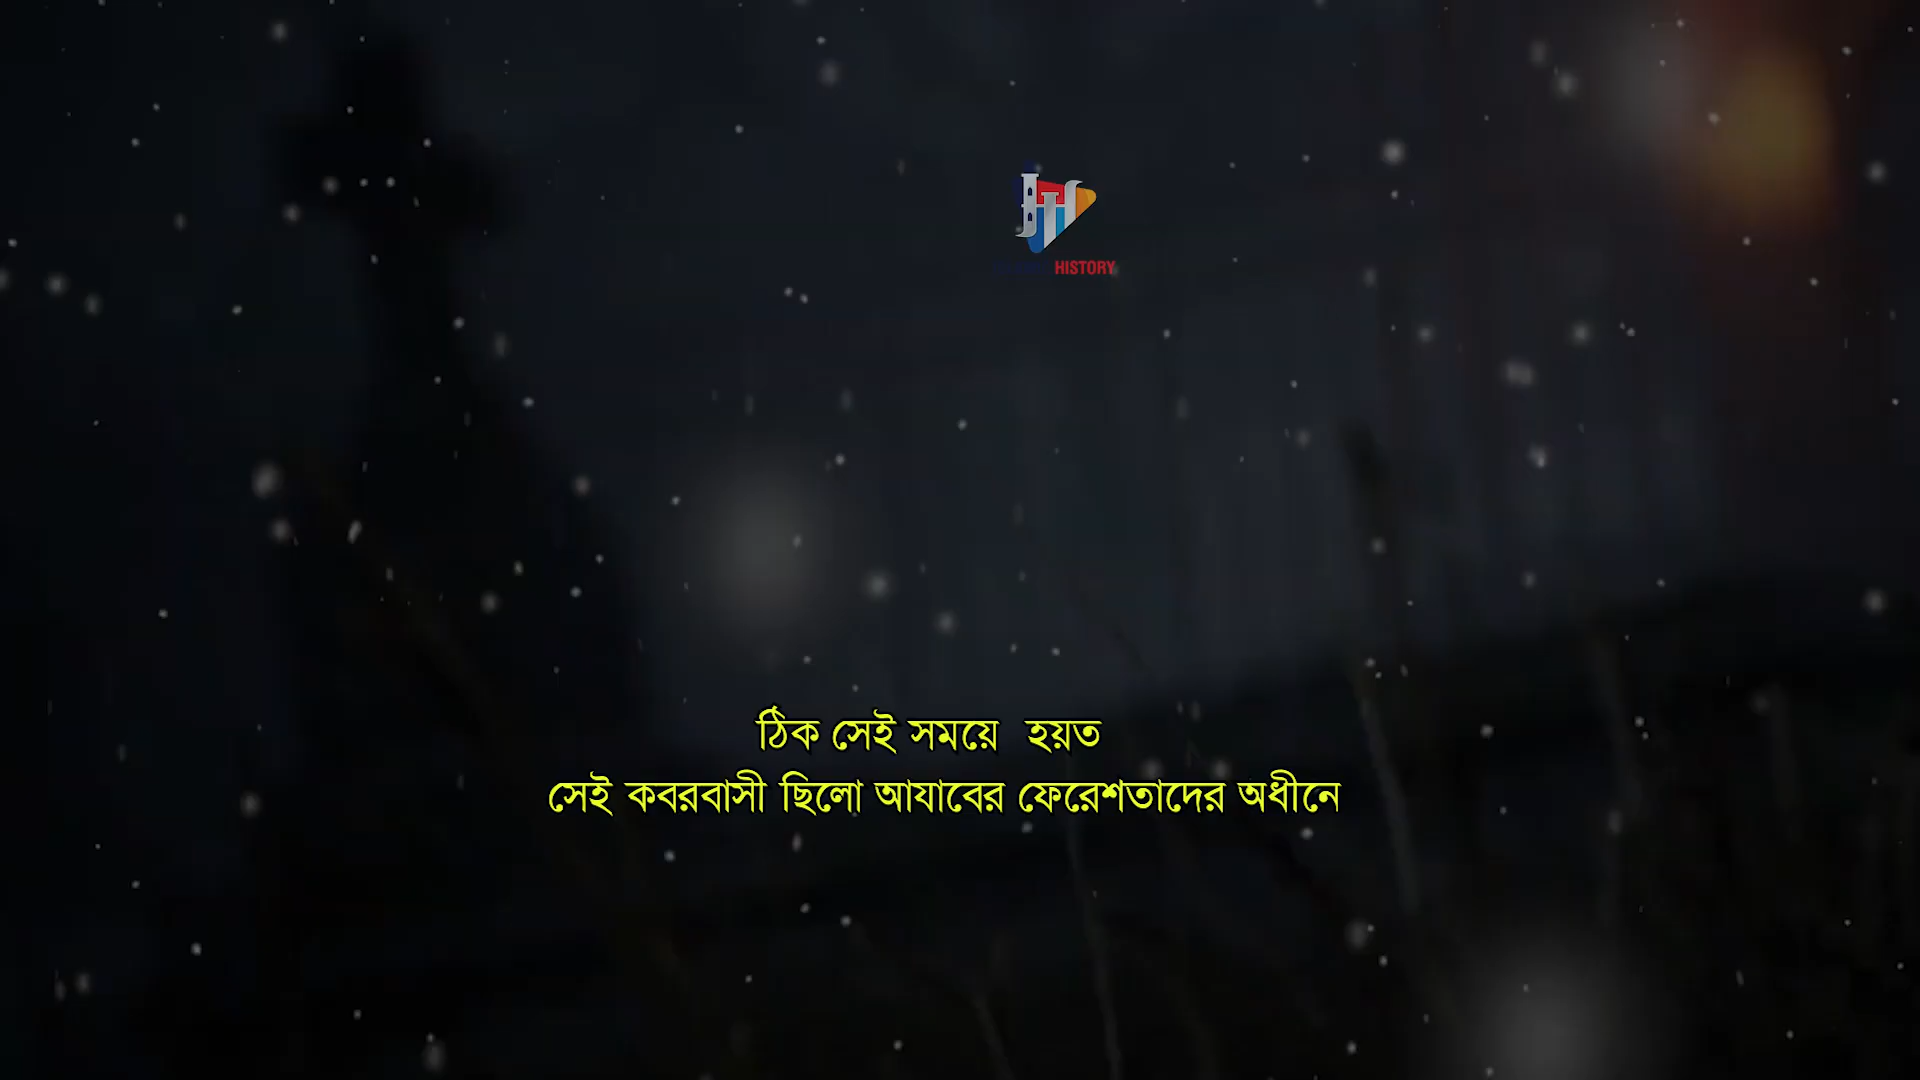 HISTORY
ঠিক সেই সময়ে হয়ত
সেই কবরবাসী ছিলো আযাবের ফেরেশতাদের অধীনে